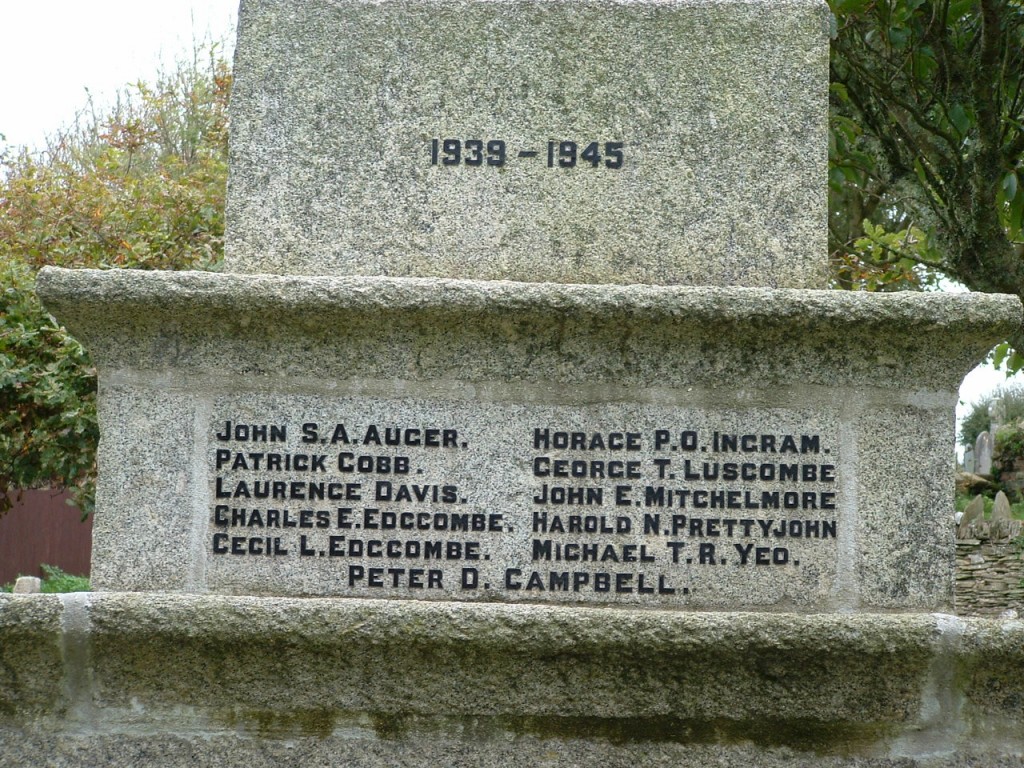 1939 - 1945
JOHN S.A. AUGER.
PATRICK COBB.
LAURENCE DAVIS.
CHARLES E. EDGCOMBE.
CECIL L. EDGCOMBE.
HORACE P.O. INGRAM.
GEORGE T. LUSCOMBE
JOHN E. MITCHELMORE
HAROLD N. PRETTYJOHN
MICHAEL T.R. YEO.
PETER D. CAMPBELL.